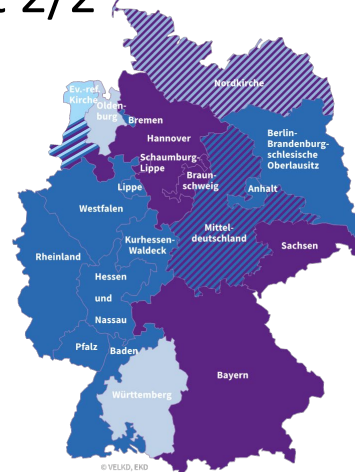 2/2
Nordkirche
Ev.-ref.
Kirche
Olden-
burg
Bremen
Hannover
Berlin-
Brandenburg-
schlesische
Oberlausitz
Schaumburg-
Lippe
Braun-
schweig
Lippe
Anhalt
Westfalen
Mittel-
deutschland
Kurhessen-
Waldeck
Sachsen
Rheinland
Hessen
und
Nassau
Pfalz
Baden
Bayern
Württemberg
© VELKD, EKD